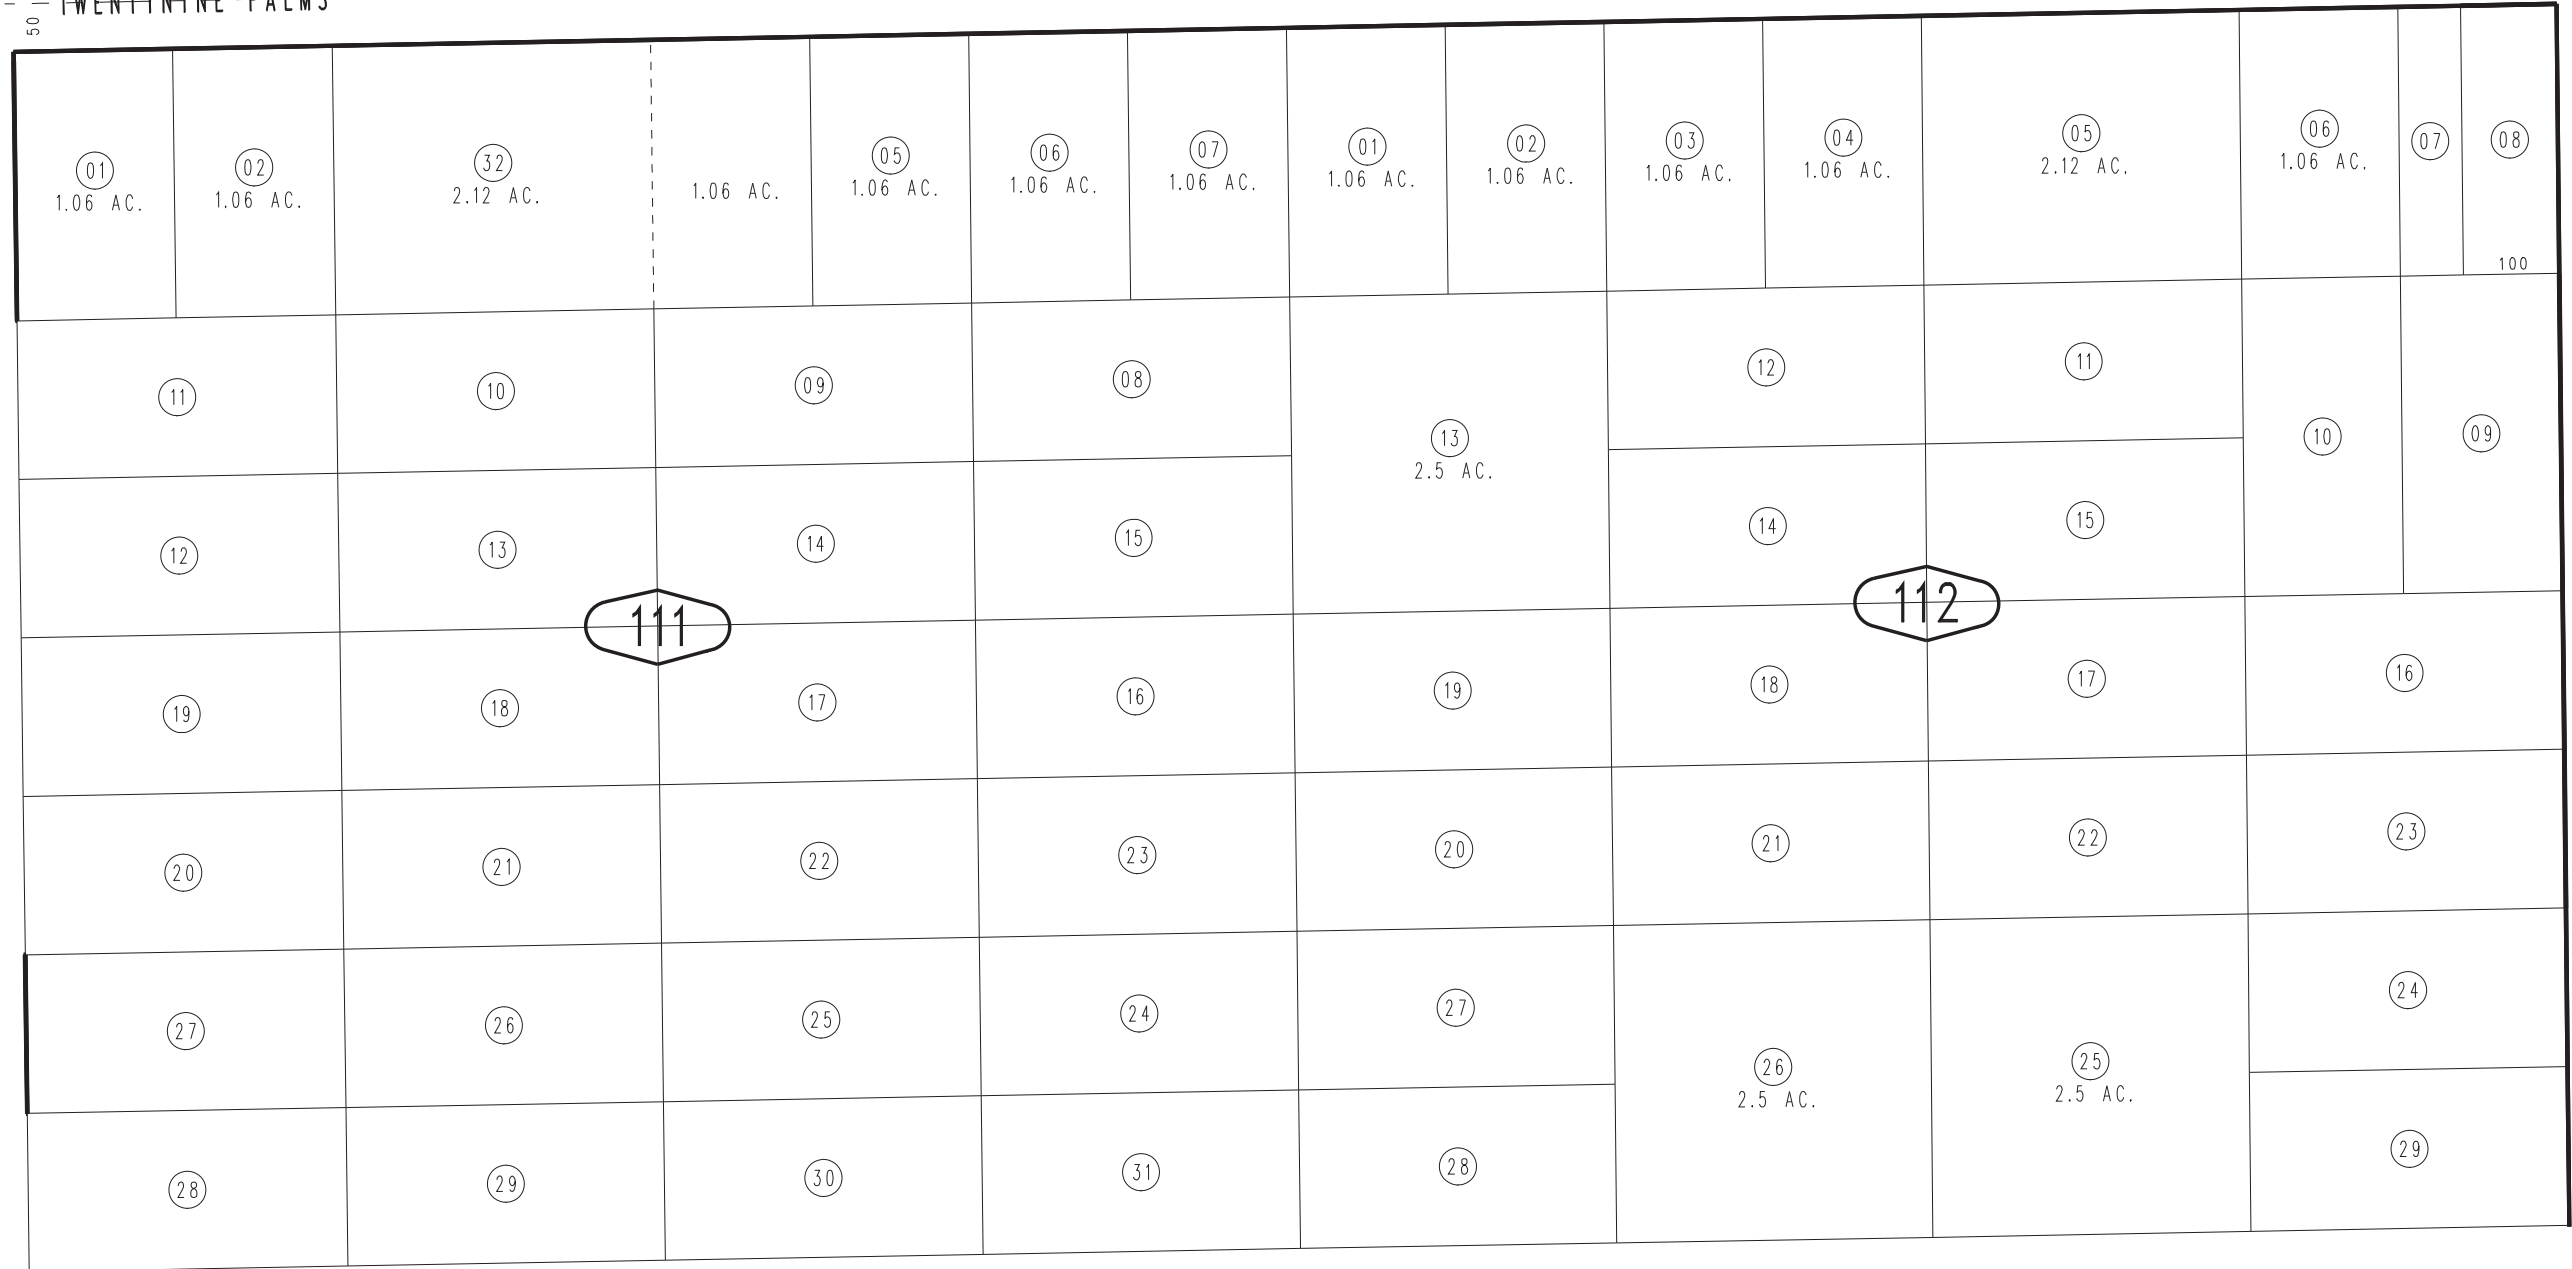 50
TWENTYNINE PALMS
01 02 32 05 06 07 01 02 03 04 05 06 07 08
1.06 AC. 1.06 AC. 2.12 AC. 1.06 AC. 1.06 AC. 1.06 AC. 1.06 AC. 1.06 AC. 1.06 AC. 1.06 AC. 1.06 AC. 2.12 AC. 1.06 AC.
100
11 10 09 08 12 11
13 10 09
2.5 AC.
12 13 14 15 14 15
111 112
19 18 17 16 19 18 17 16
20 21 22 23 20 21 22 23
27 26 25 24 27 24
26 25
2.5 AC. 2.5 AC.
28 29 30 31 28 29